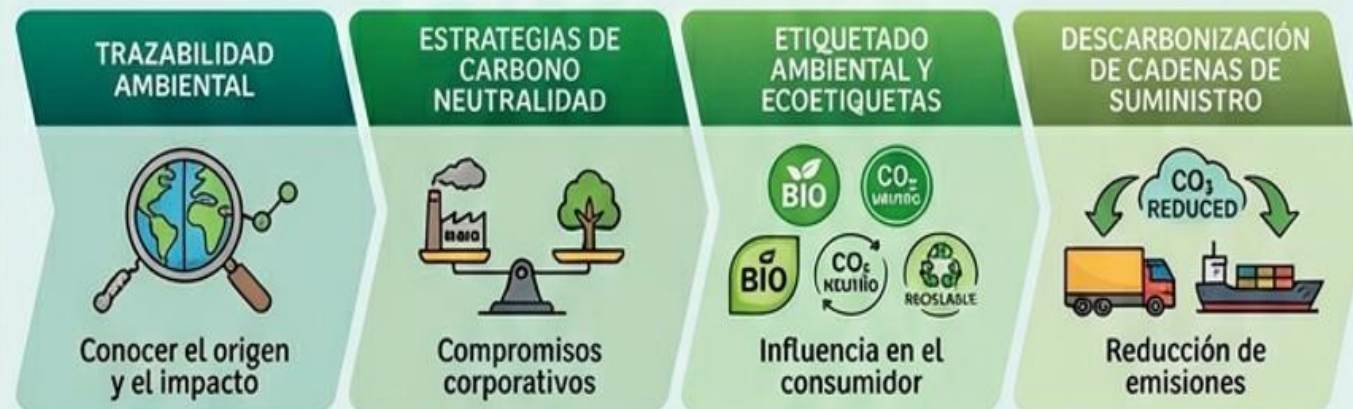 TRAZABILIDAD
AMBIENTAL
Conocer el origen
y el impacto
ESTRATEGIAS DE
CARBONO
NEUTRALIDAD
Compromisos
corporativos
ETIQUETADO
AMBIENTAL Y
ECOETIQUETAS
BIO
BIO
Influencia en el
consumidor
DESCARBONIZACIÓN
DE CADENAS DE
SUMINISTRO
REDUCED
Reducción de
emisiones